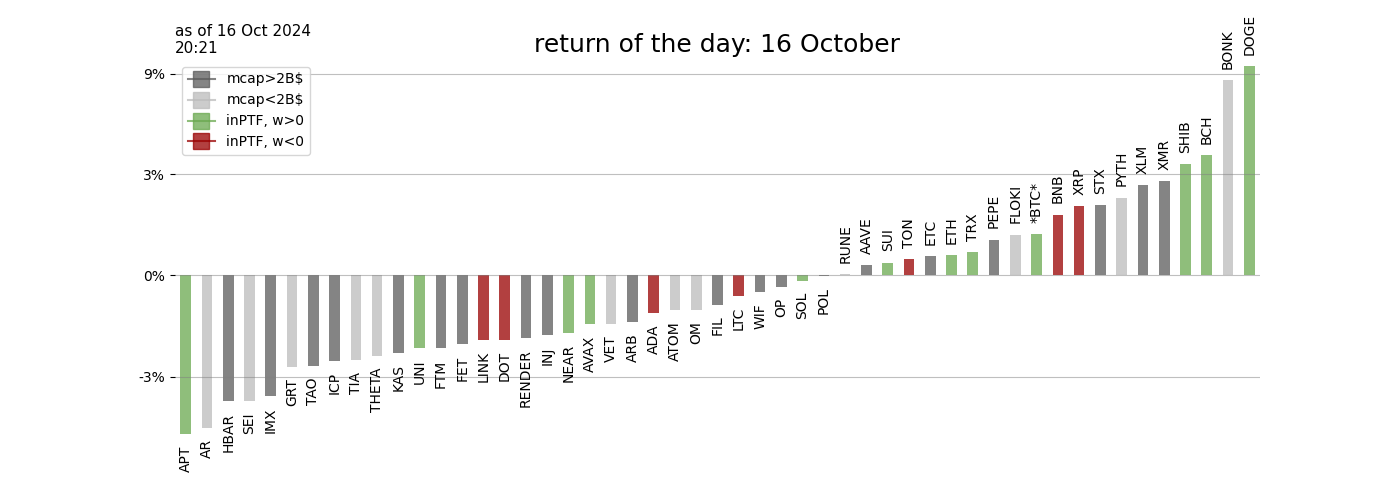 as of 16 Oct 2024
20:21
return of the day: 16 October
mcap>2B$
mcap<2B$
inPTF, w>0
inPTF, w<0
9%
3%
0%
-3%
APT
AR
HBAR
SEI
IMX
GRT
TAO
ICP
TIA
THETA
KAS
UNI
FTM
FET
LINK
DOT
RENDER
INJ
NEAR
AVAX
VET
ARB
ADA
ATOM
OM
FIL
LTC
WIF
OP
SOL
POL
RUNE
AAVE
SUI
TON
ETC
ETH
TRX
PEPE
FLOKI
*BTC*
BNB
XRP
STX
PYTH
XLM
XMR
SHIB
BCH
BONK
DOGE